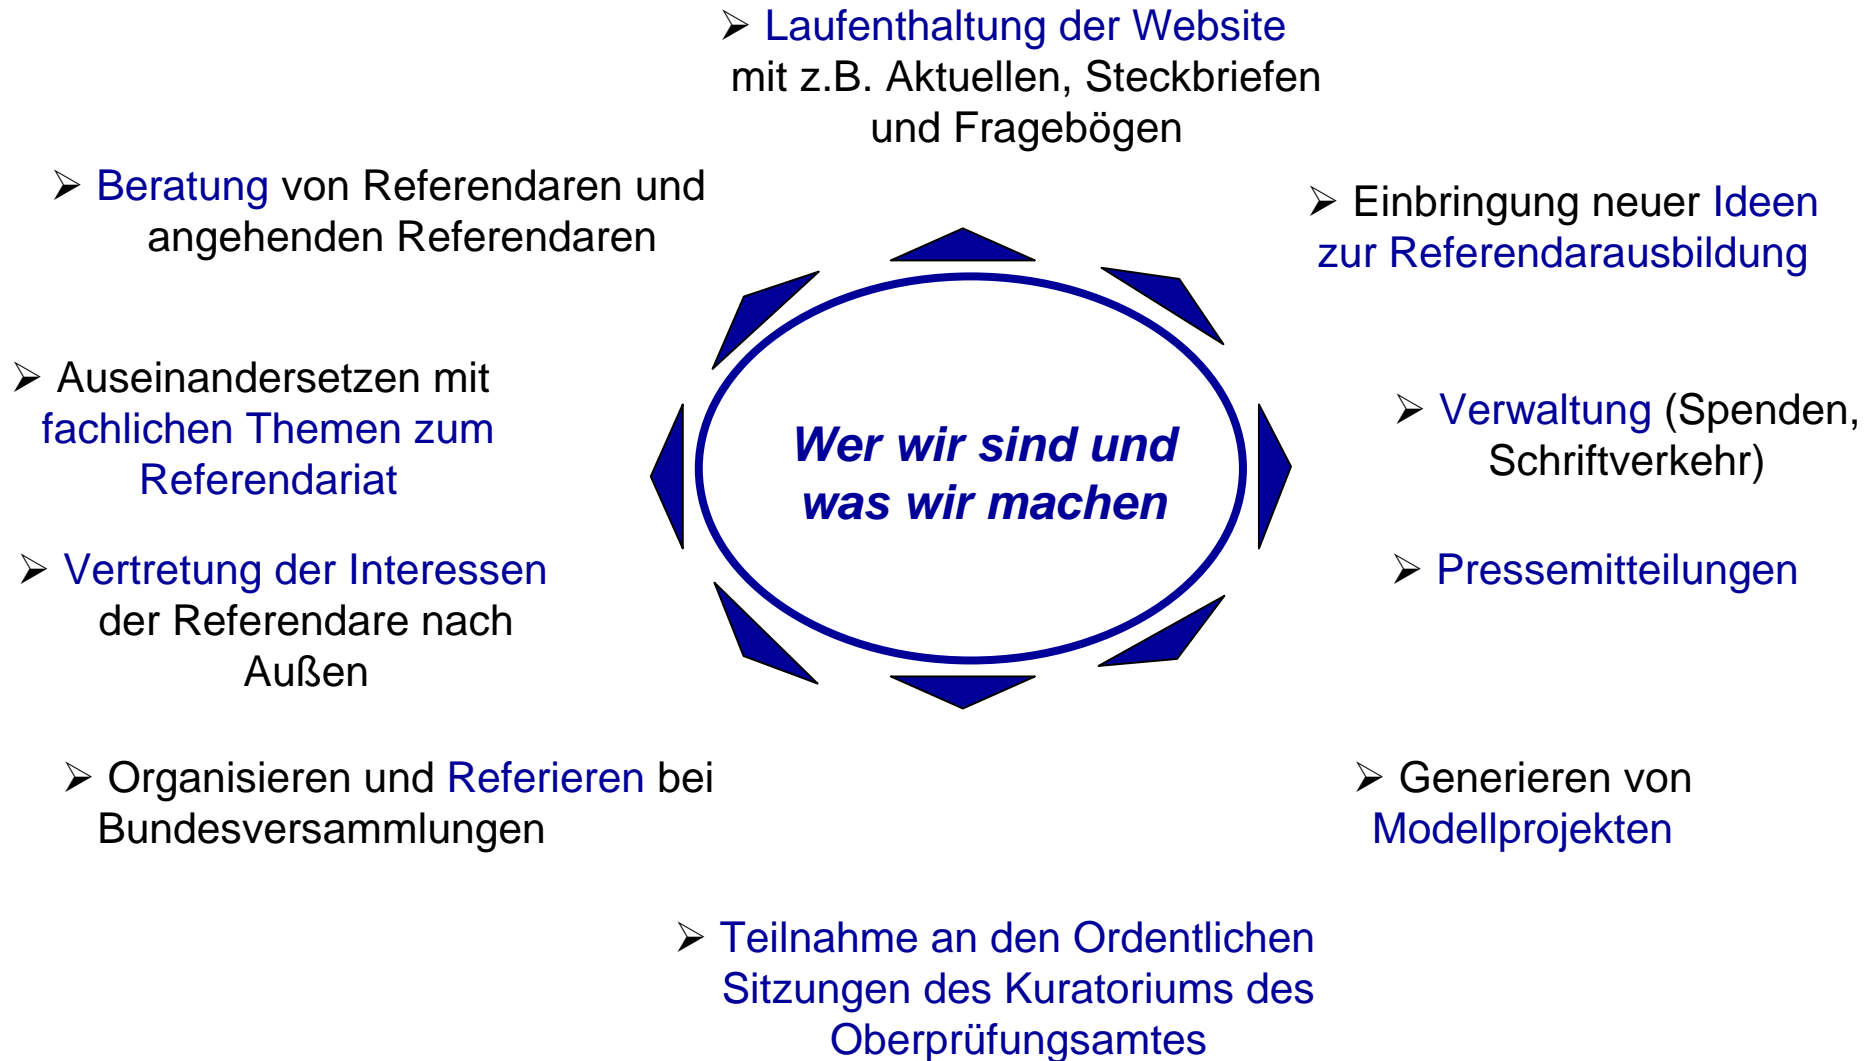 ➢ Laufenthaltung der Website
mit z.B. Aktuellen, Steckbriefen
und Fragebögen
➢ Beratung von Referendaren und
angehenden Referendaren
➢ Einbringung neuer Ideen
zur Referendarausbildung
➢ Auseinandersetzen mit
fachlichen Themen zum
Referendariat
Wer wir sind und
was wir machen
➢ Verwaltung (Spenden,
Schriftverkehr)
➢ Vertretung der Interessen
der Referendare nach
Außen
➢ Pressemitteilungen
➢ Organisieren und Referieren bei
Bundesversammlungen
➢ Generieren von
Modellprojekten
➢ Teilnahme an den Ordentlichen
Sitzungen des Kuratoriums des
Oberprüfungsamtes